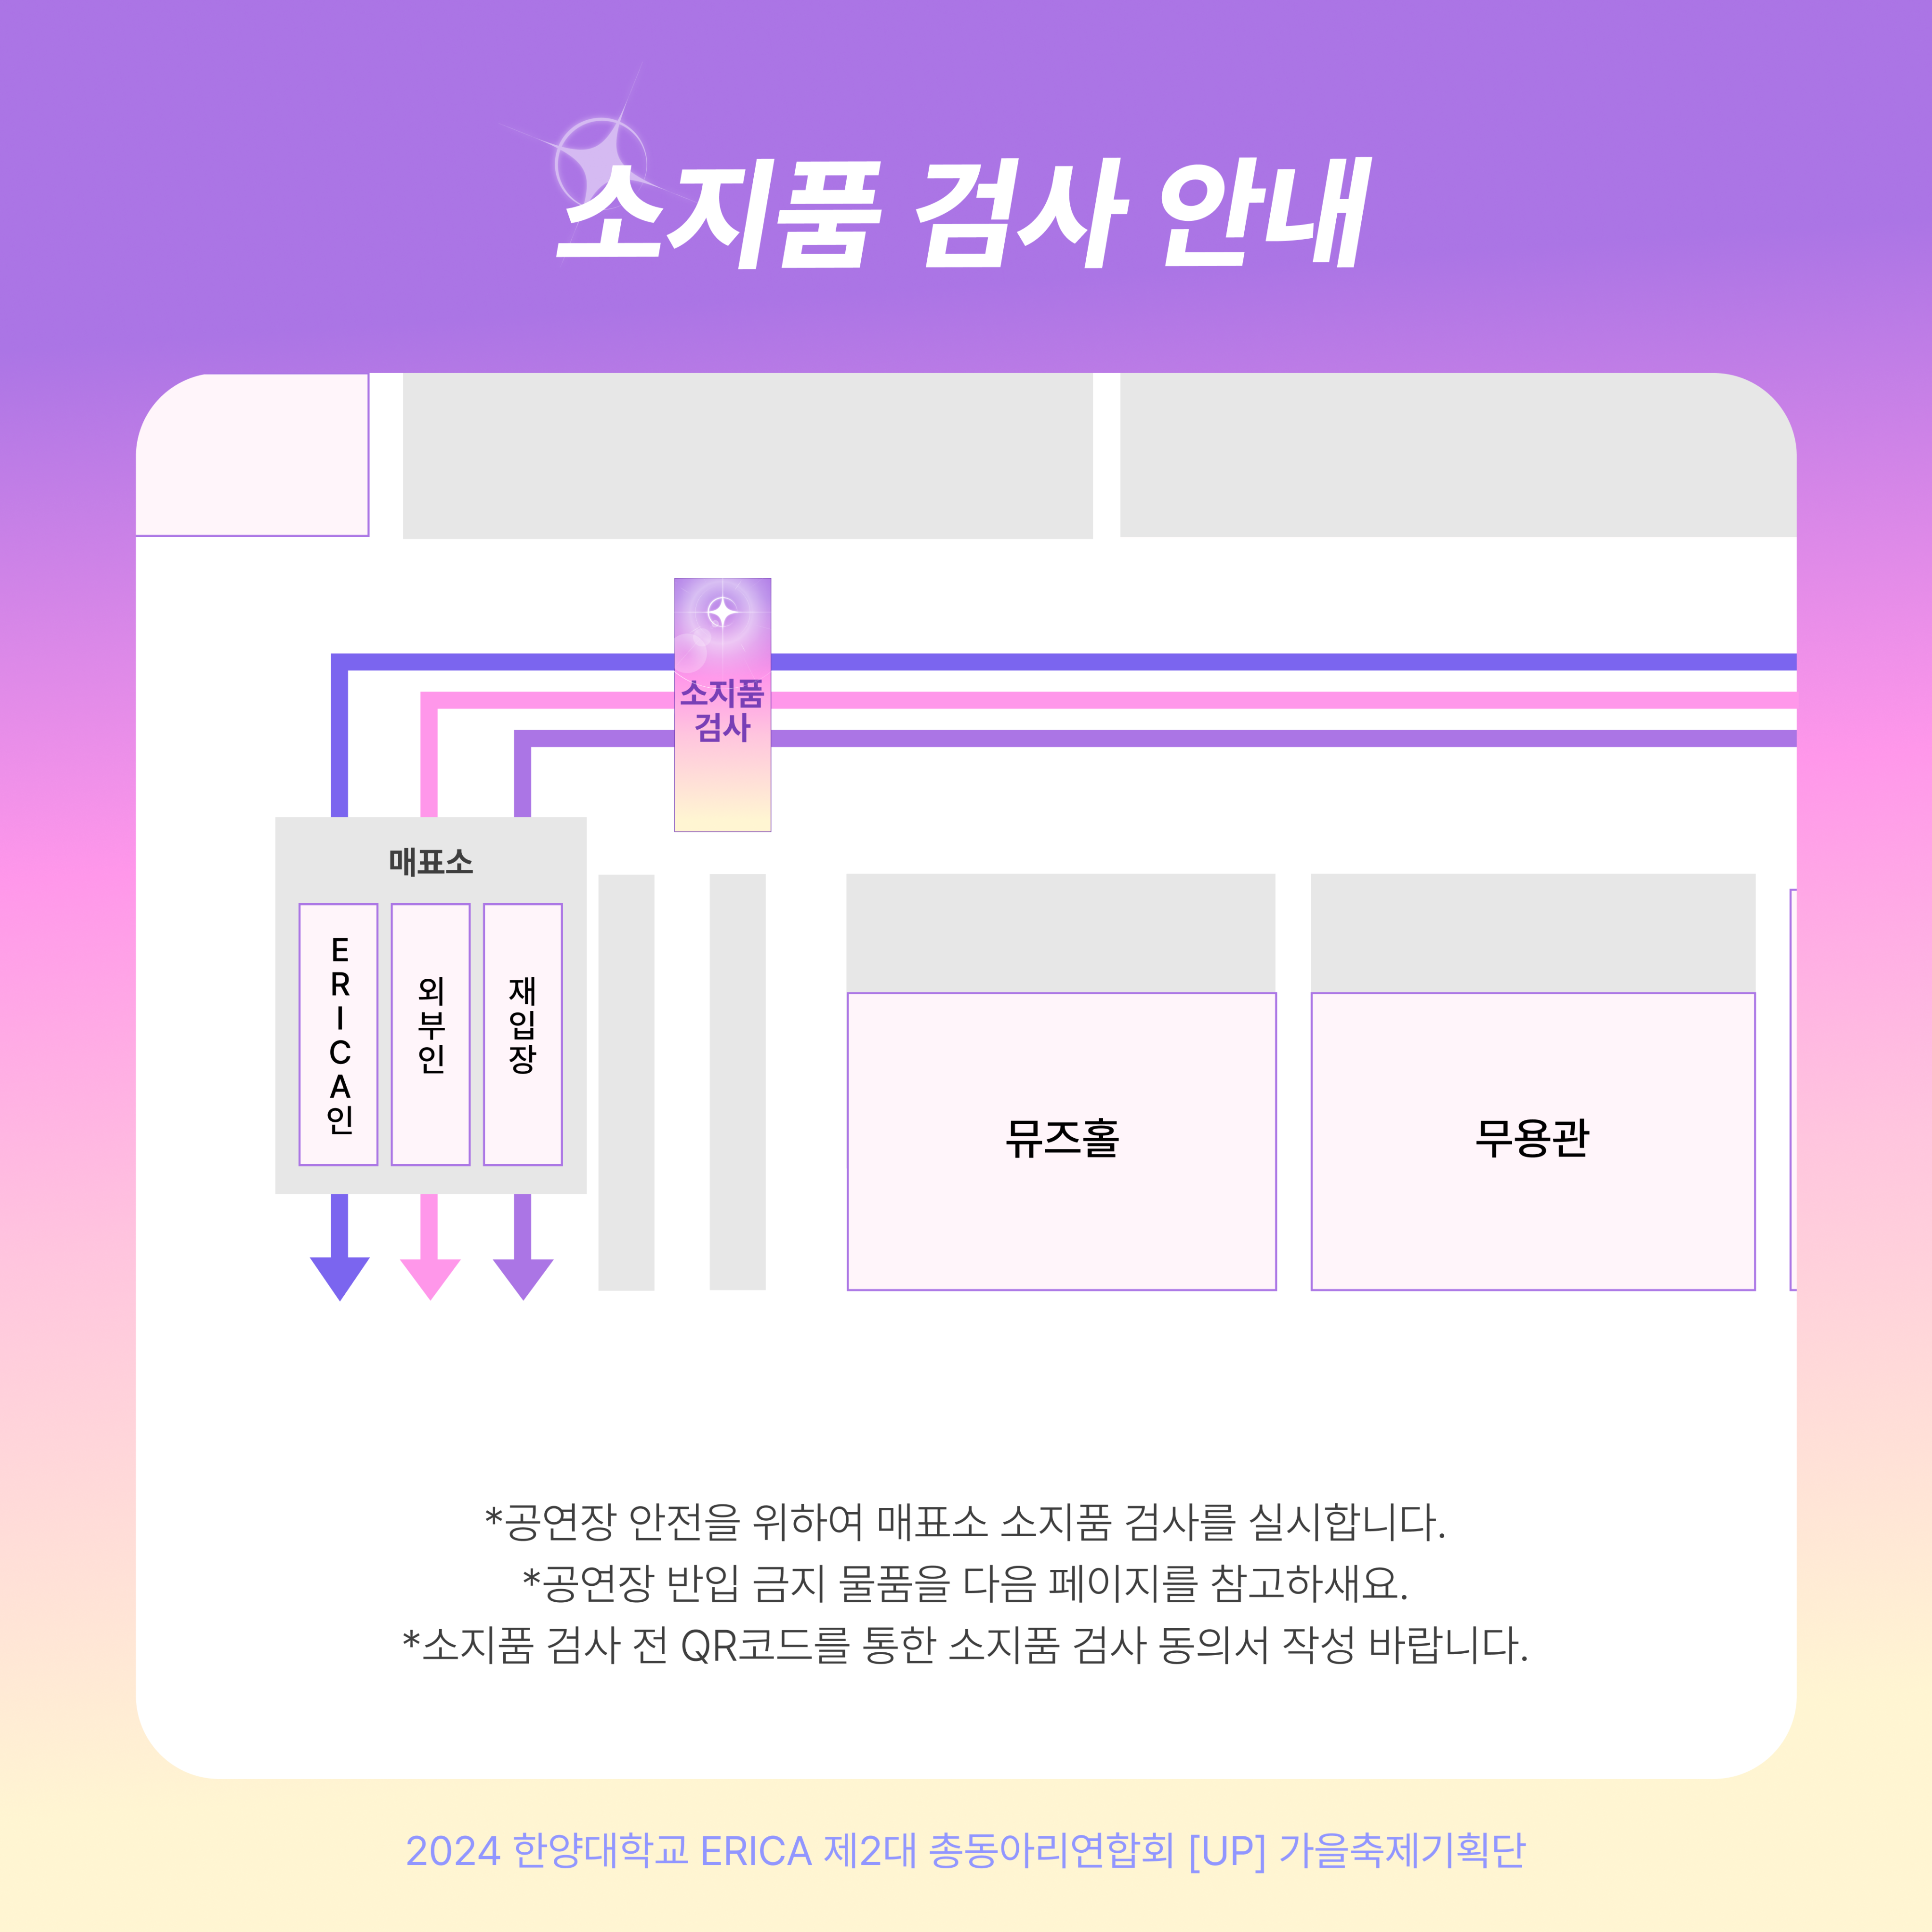 소지품 검사 안내
소지품
검사
매표소
ERICA인
외부인
재입장
뮤즈홀
무용관
*공연장 안전을 위하여 매표소 소지품 검사를 실시합니다.
*공연장 반입 금지 물품을 다음 페이지를 참고하새요.
*소지품 검사 전 QR코드를 통한 소지품 검사 동의서 작성 바랍니다.
2024 한양대학교 ERICA 제2대 총동아리연합회 [UP] 가을축제기획단